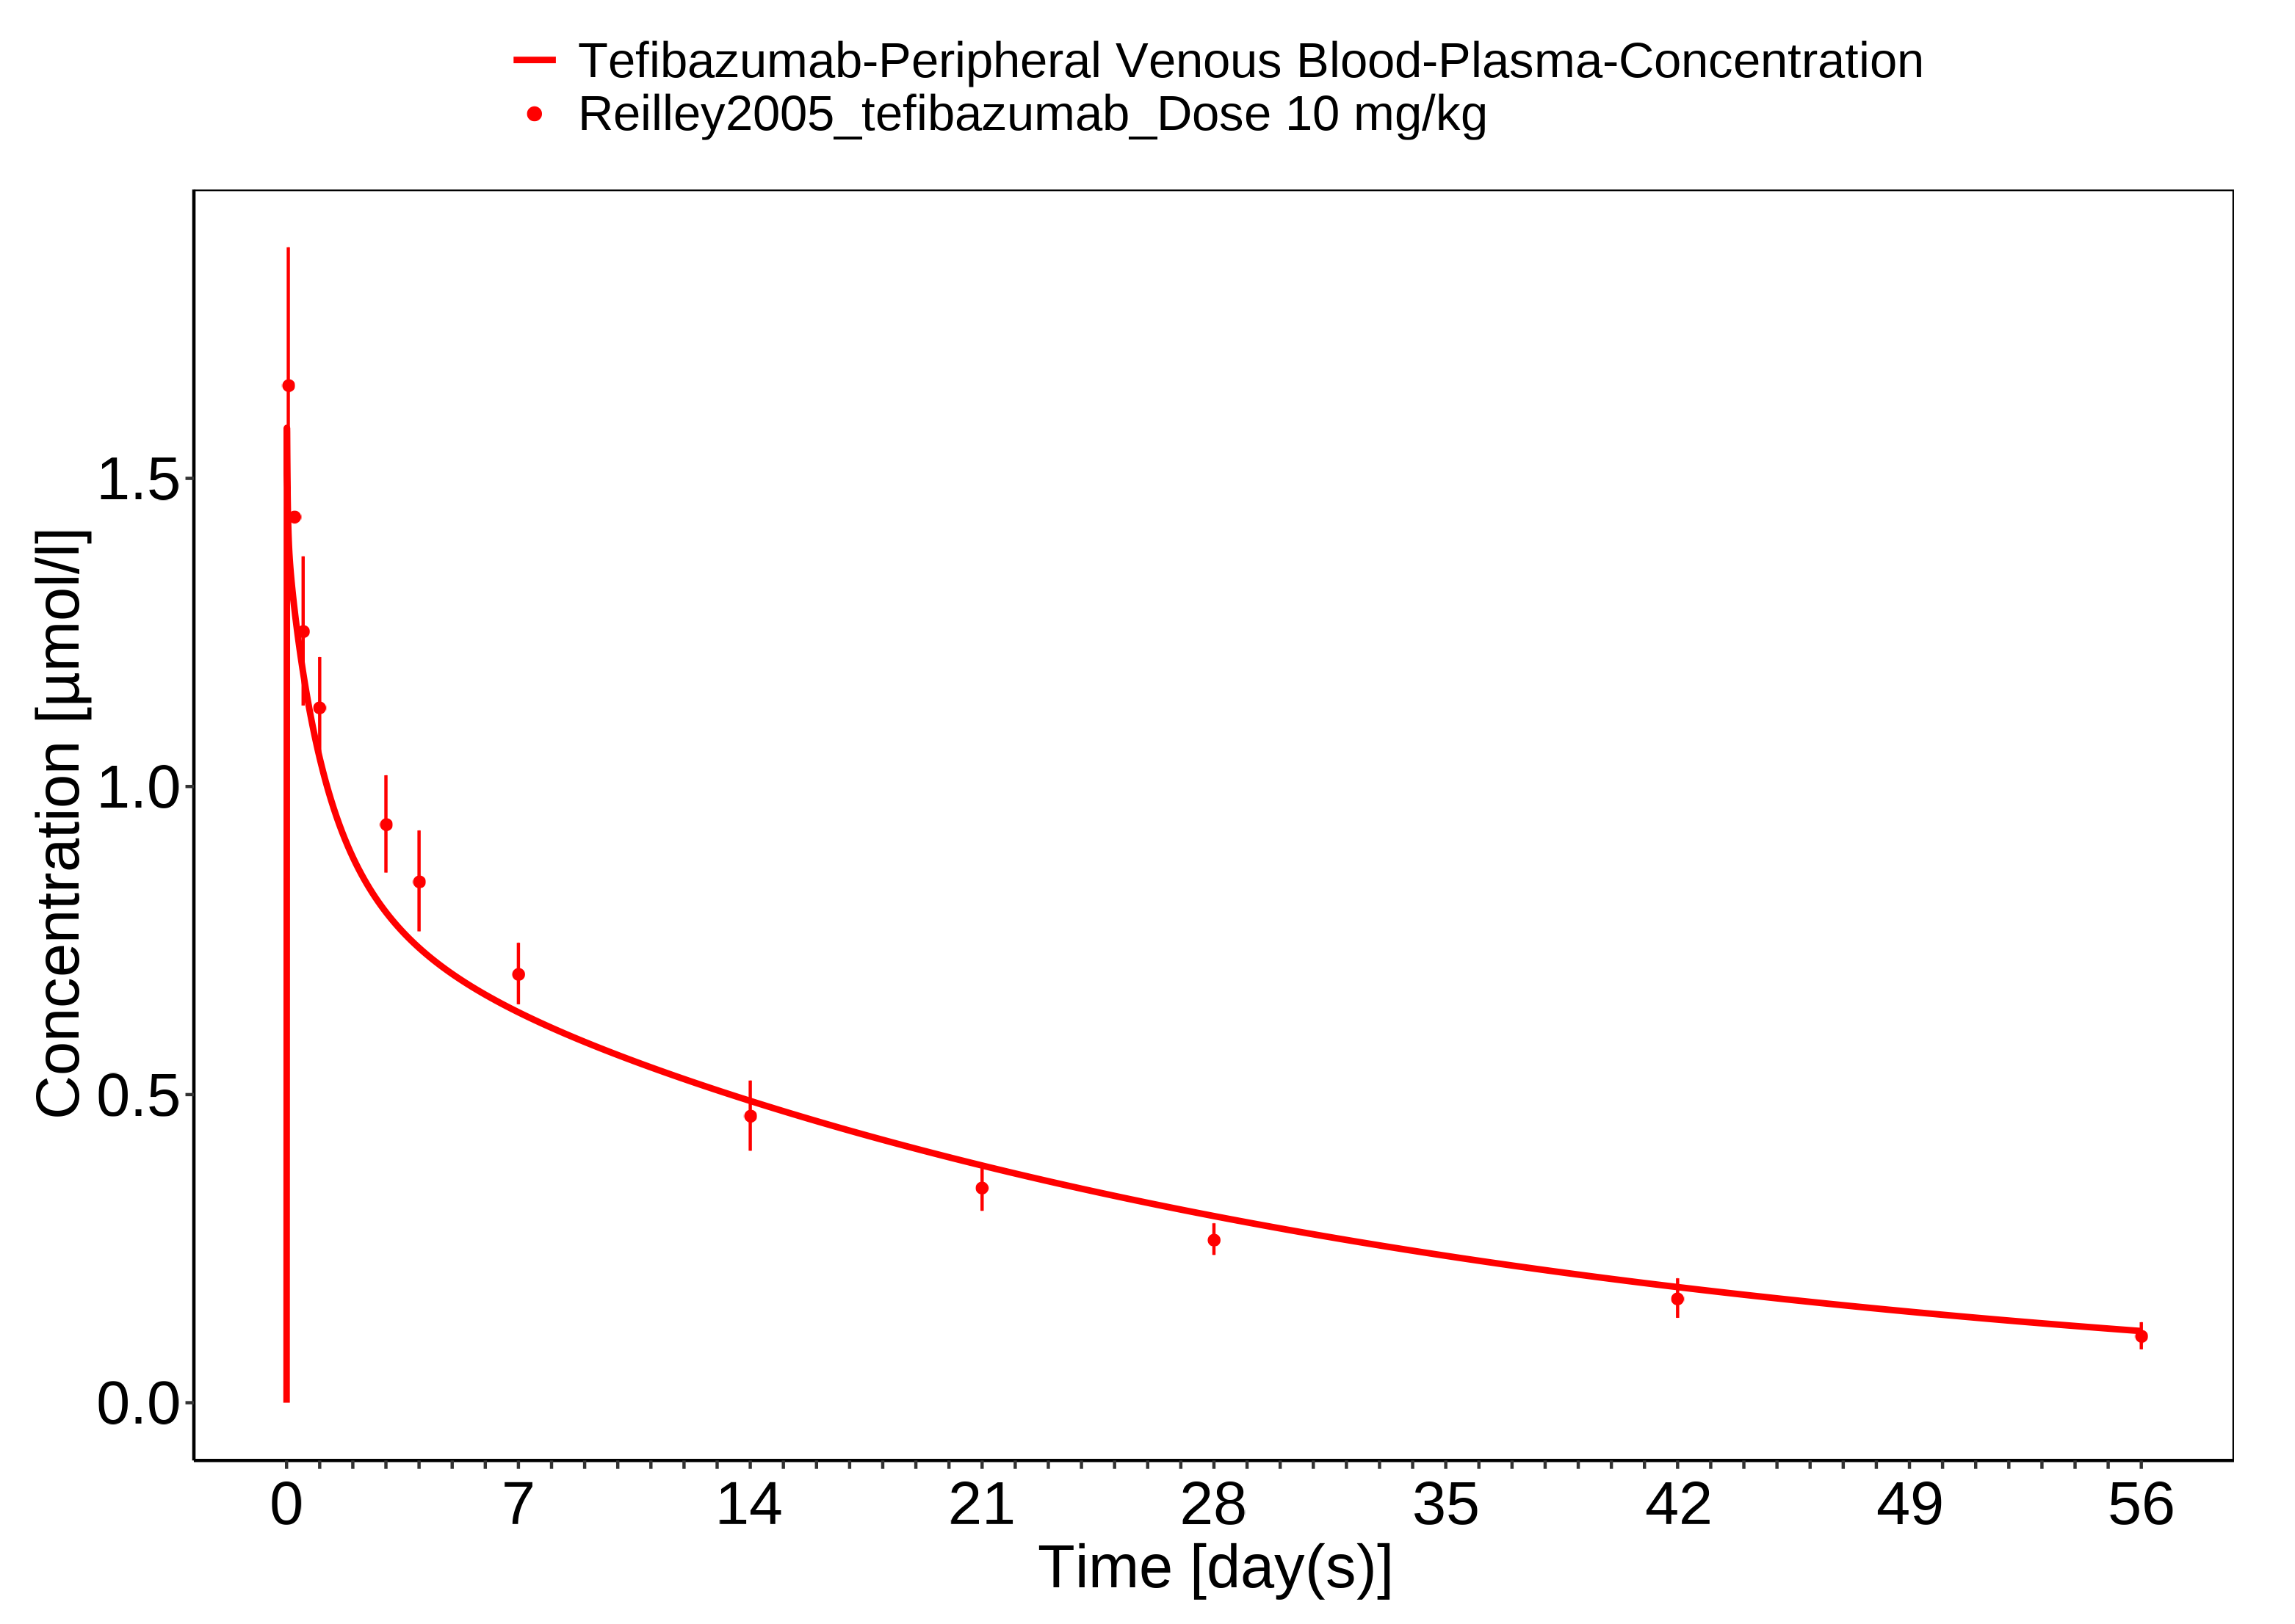 Tefibazumab-Peripheral Venous Blood-Plasma-Concentration
Reilley2005_tefibazumab_Dose 10 mg/kg
Concentration [µmol/l]
1.5
1.0
0.5
0.0
0 7 14 21 28 35 42 49 56
Time [day(s)]